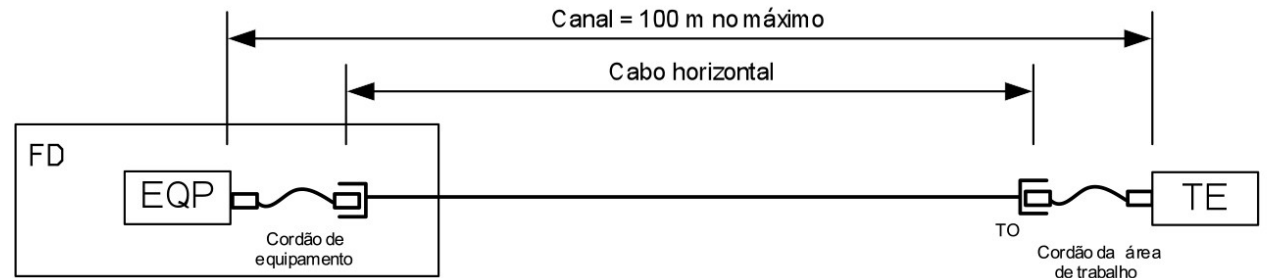 Canal = 100 m no máximo
Cabo horizontal
FD
EQP
TE
TO
Cordão de
equipamento
Cordão da área
de trabalho